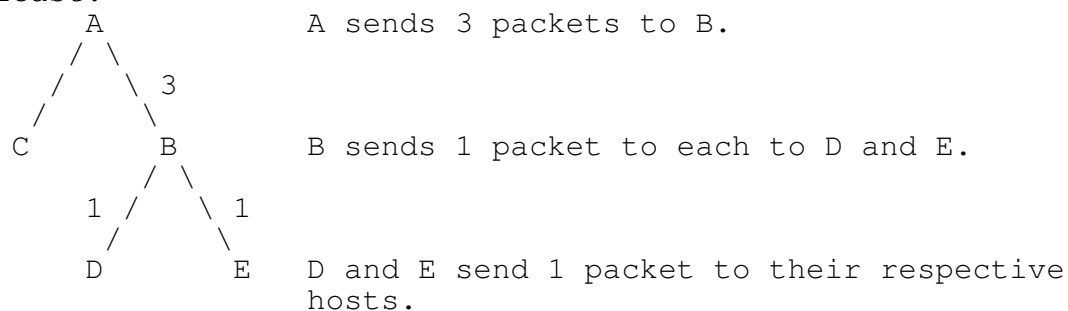 A A sends 3 packets to B.
3
C B B sends 1 packet to each to D and E.
1 1
D E D and E send 1 packet to their respective
hosts.